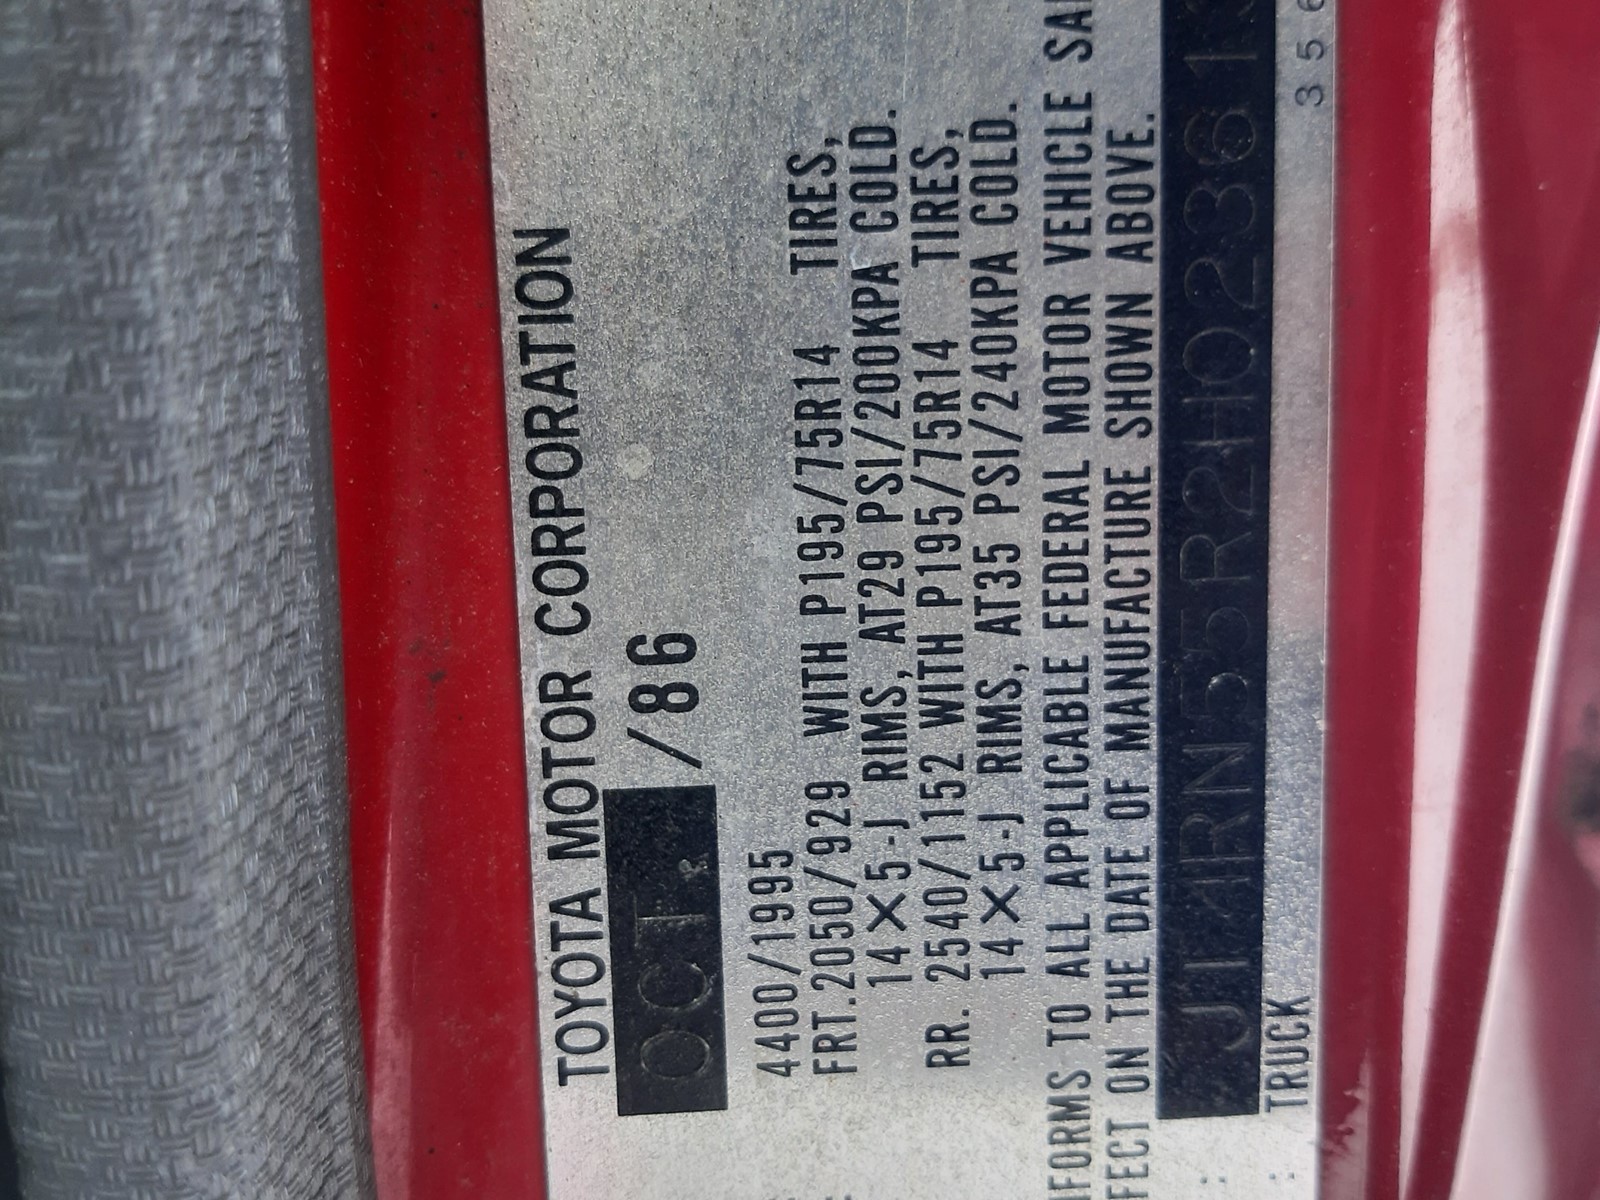 TOYOTA MOTOR CORPORATION
OCT /86
4400/1995
FRT.2050/929 WITH P195/75R14 TIRES,
14×5-J RIMS, AT29 PSI/200KPA COLD.
RR. 2540/1152 WITH P195/75R14 TIRES,
14×5-J RIMS, AT35 PSI/240KPA COLD.
FORMS TO ALL APPLICABLE FEDERAL MOTOR VEHICLE SA
FECT ON THE DATE OF MANUFACTURE SHOWN ABOVE.
: JT4RN55R2H023613
: TRUCK 356